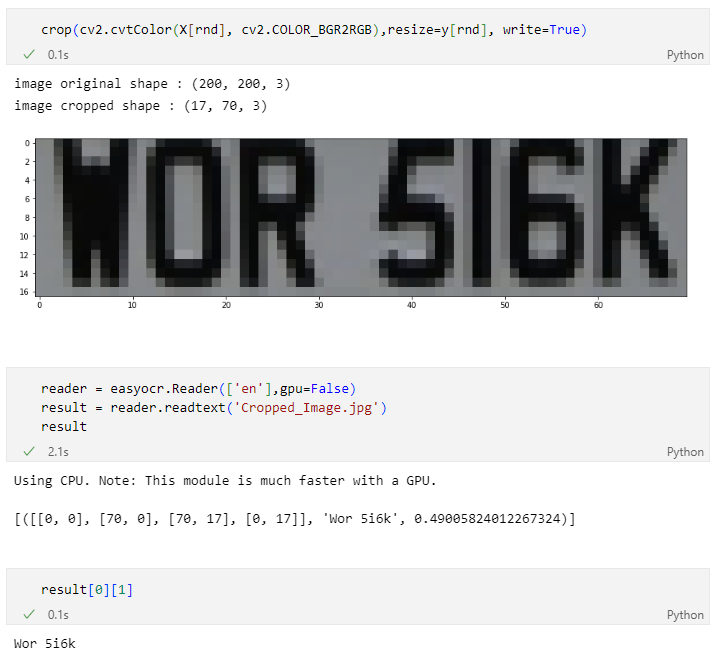 crop(cv2.cvtColor(X[rnd], cv2.COLOR_BGR2RGB),resize=y[rnd], write=True)
✓ 0.1s Python
image original shape : (200, 200, 3)
image cropped shape : (17, 70, 3)
WOR 516K
0
2
4
6
8
10
12
14
16
0 10 20 30 40 50 60
reader = easyocr.Reader(['en'],gpu=False)
result = reader.readtext('Cropped_Image.jpg')
result
✓ 2.1s Python
Using CPU. Note: This module is much faster with a GPU.
[([[0, 0], [70, 0], [70, 17], [0, 17]], 'Wor 5i6k', 0.49005824012267324)]
result[0][1]
✓ 0.1s Python
Wor 5i6k